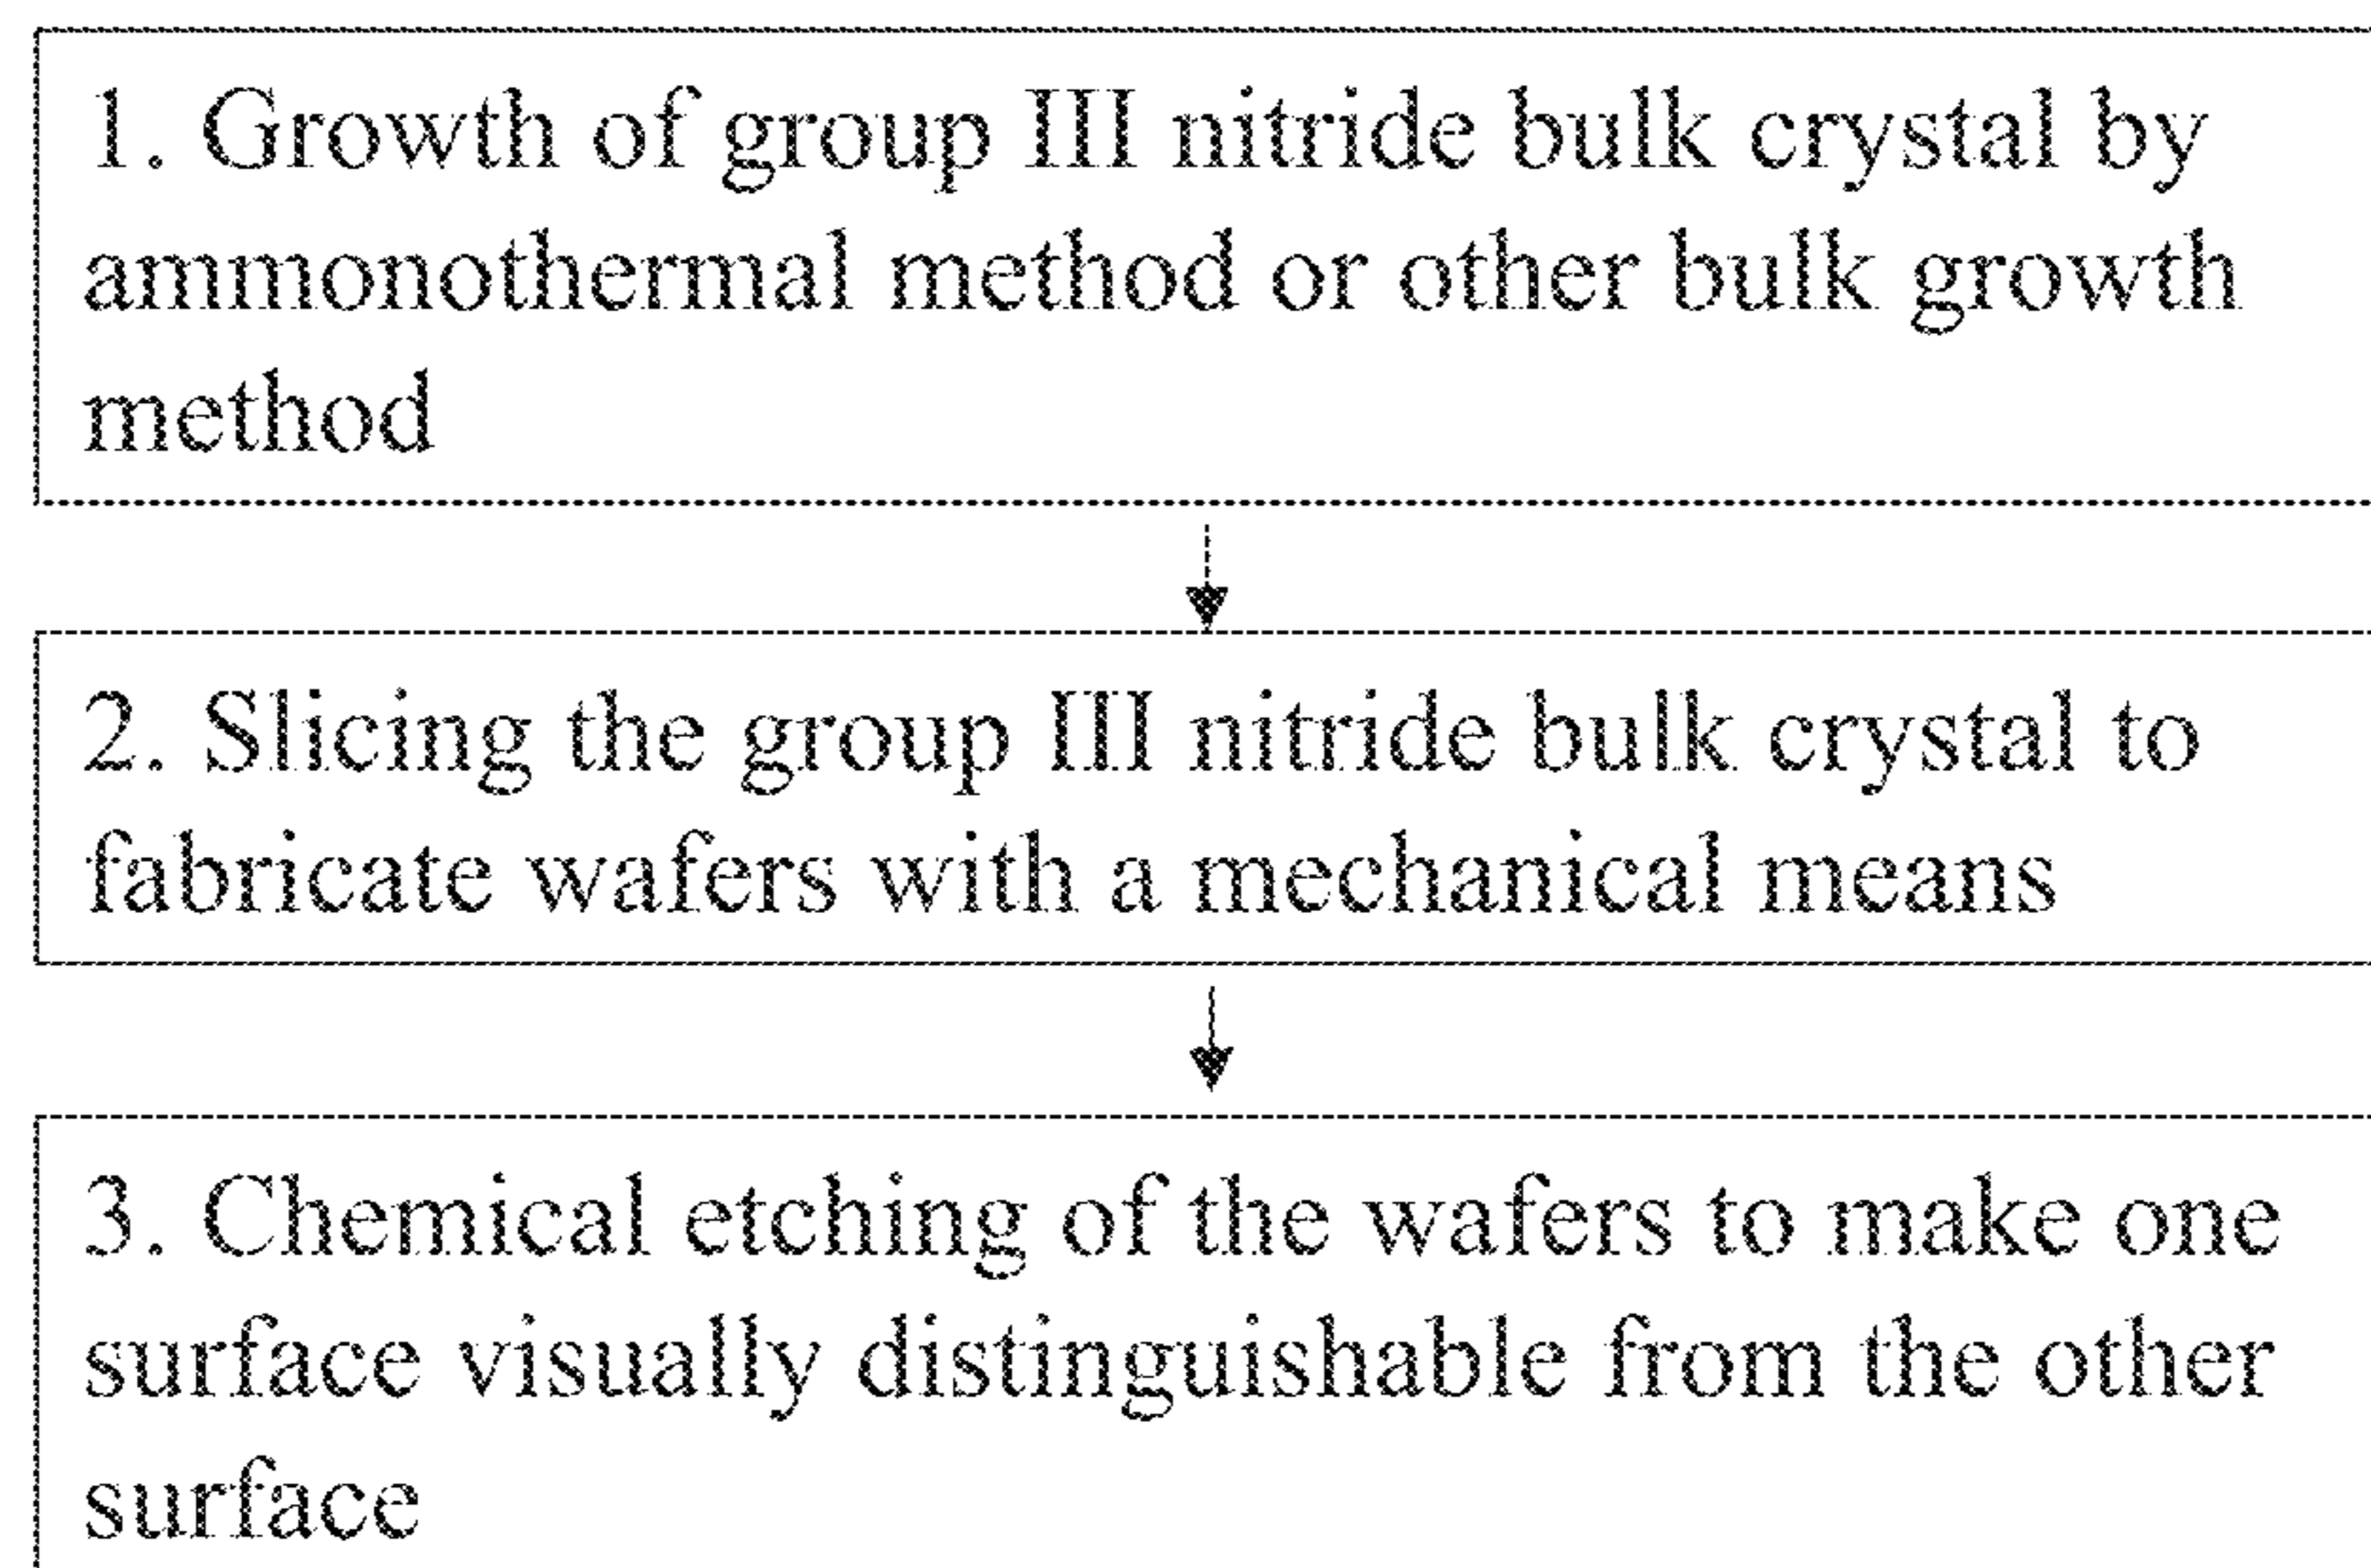 1. Growth of group III nitride bulk crystal by
ammonothermal method or other bulk growth
method
2. Slicing the group III nitride bulk crystal to
fabricate wafers with a mechanical means
3. Chemical etching of the wafers to make one
surface visually distinguishable from the other
surface